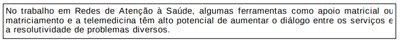 No trabalho em Redes de Atenção à Saúde, algumas ferramentas como apoio matricial ou
matriciamento e a telemedicina têm alto potencial de aumentar o diálogo entre os serviços e
a resolutividade de problemas diversos.